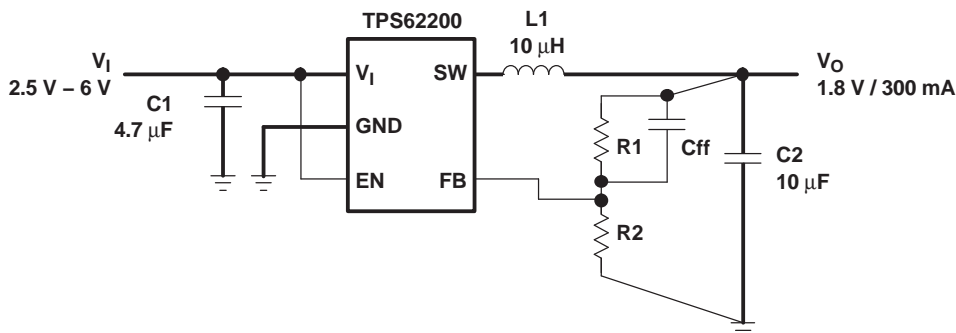 TPS62200
L1
10 μH
VI
2.5 V – 6 V
C1
4.7 μF
VI
SW
GND
EN
FB
R1
Cff
R2
C2
10 μF
VO
1.8 V / 300 mA